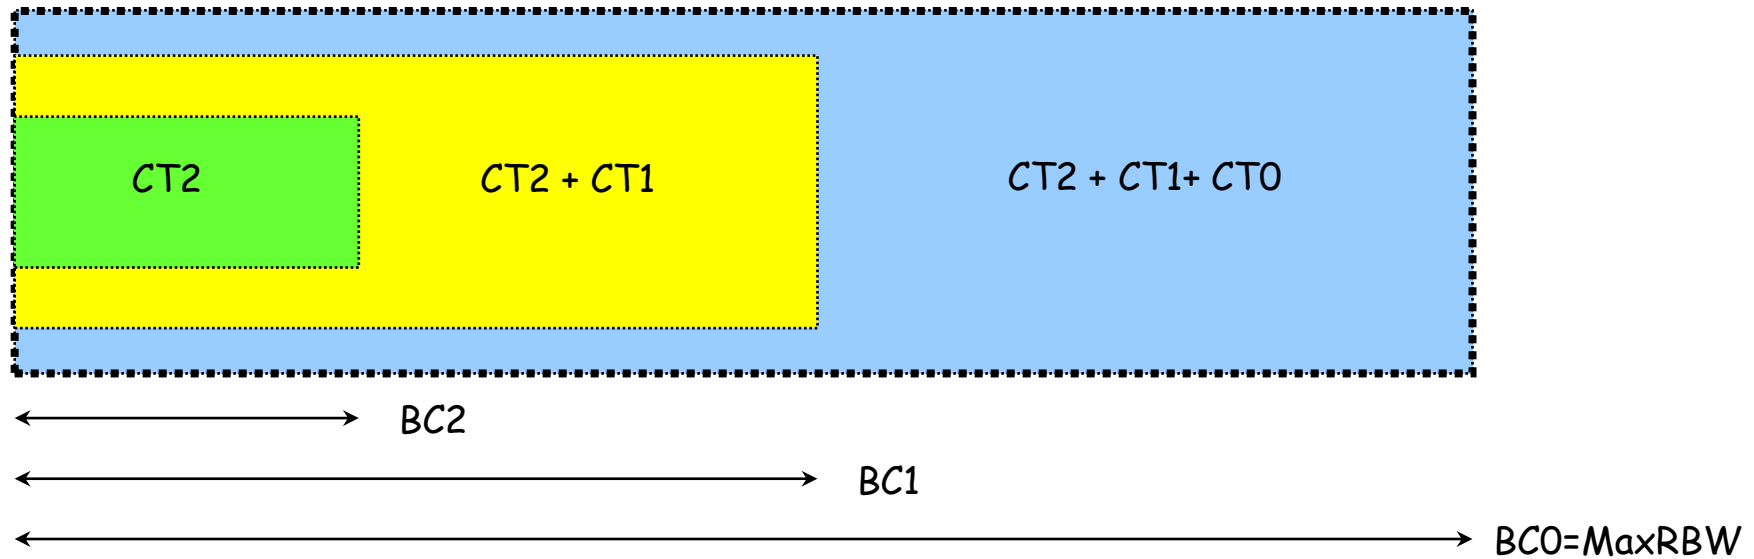 CT2
CT2 + CT1
CT2 + CT1+ CT0
BC2
BC1
BC0=MaxRBW